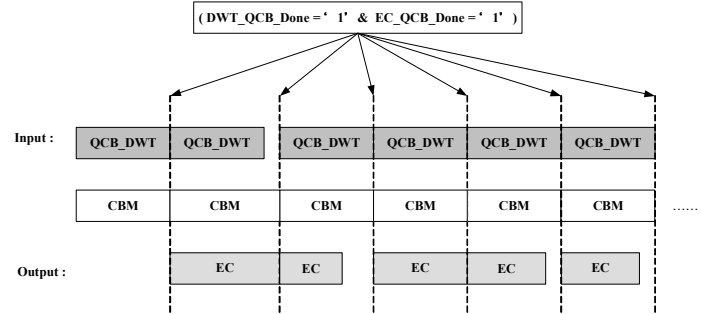 ( DWT_QCB_Done =‘ 1’ & EC_QCB_Done =‘ 1’ )
Input : QCB_DWT QCB_DWT QCB_DWT QCB_DWT QCB_DWT QCB_DWT
CBM CBM CBM CBM CBM CBM ……
Output : EC EC EC EC EC